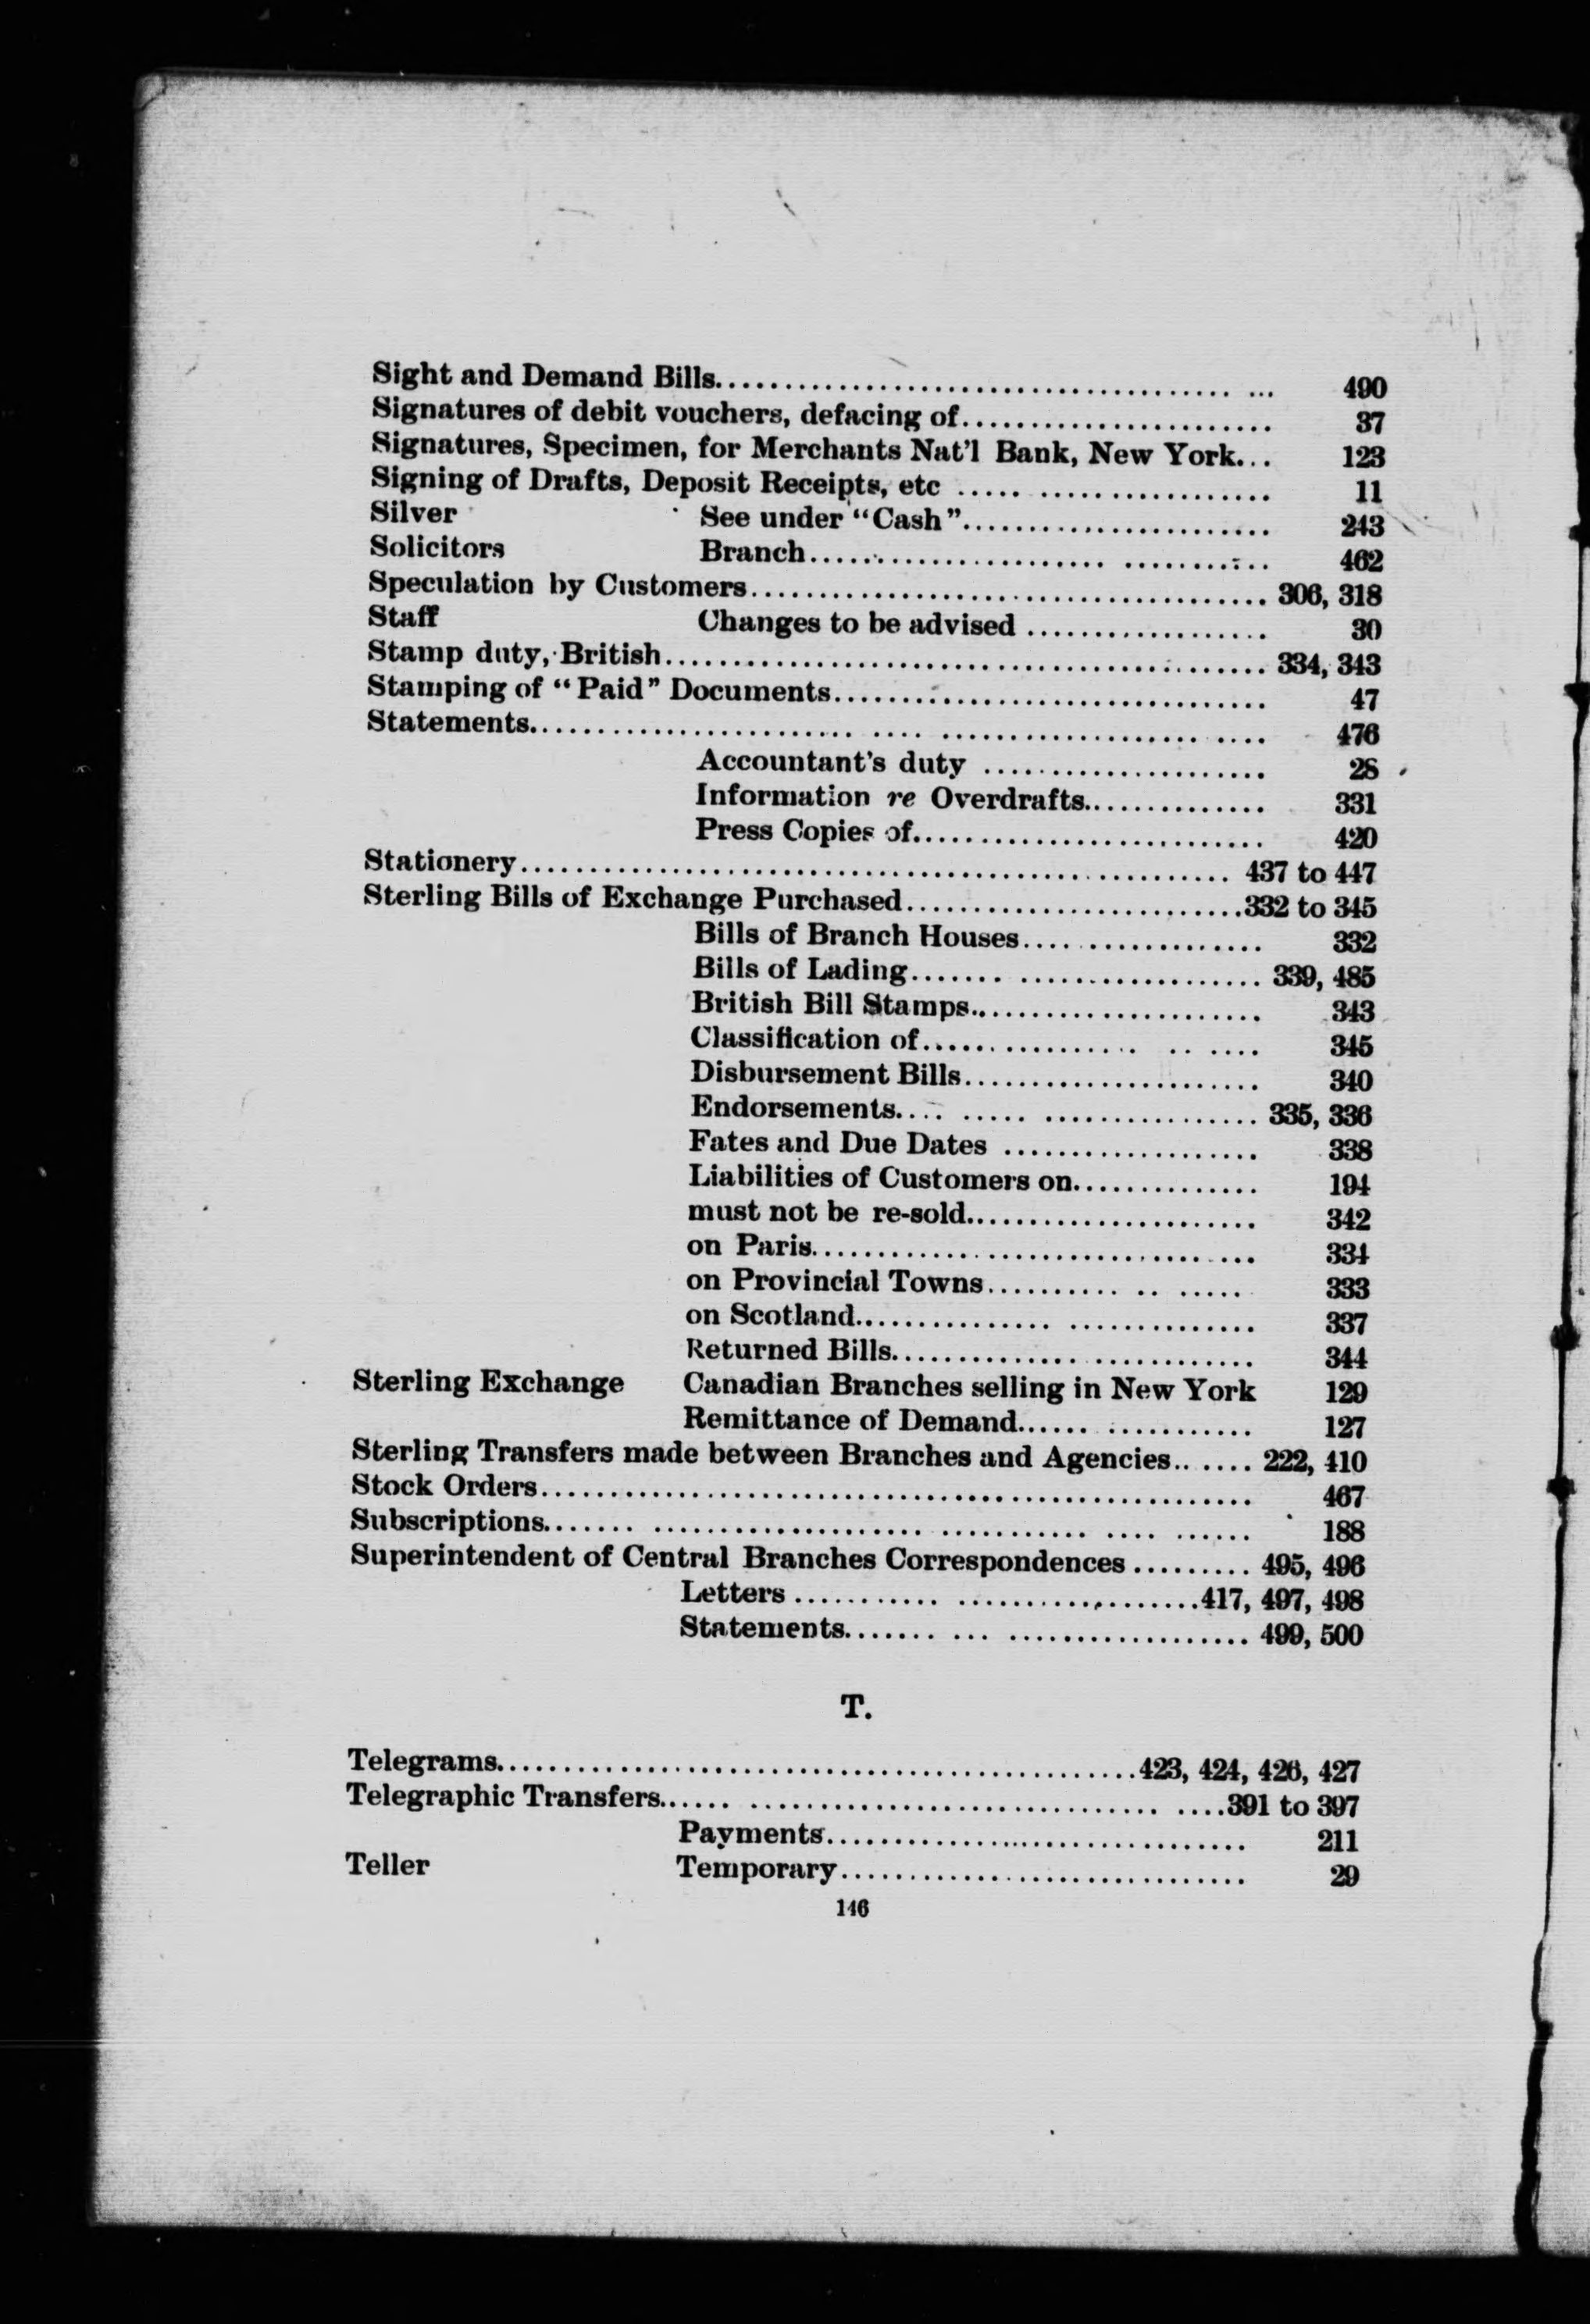 Sight and Demand Bills........................................ ... 490
Signatures of debit vouchers, defacing of....................... 37
Signatures, Specimen, for Merchants Nat'l Bank, New York... 123
Signing of Drafts, Deposit Receipts, etc ..... .................. 11
Silver See under "Cash"....................... 243
Solicitors Branch...................... ........... 462
Speculation by Customers....................................... 306, 318
Staff Changes to be advised .................. 30
Stamp duty, British............................................. 334, 343
Stamping of "Paid" Documents................................ 47
Statements........................ .... ................... .... 476
Accountant's duty ..................... 28
Information re Overdrafts.............. 331
Press Copies of.......................... 420
Stationery..................................................... 437 to 447
Sterling Bills of Exchange Purchased.........................332 to 345
Bills of Branch Houses.... .............. 332
Bills of Lading....... .................. 339, 485
British Bill Stamps...................... 343
Classification of................ .. .... 345
Disbursement Bills...................... 340
Endorsements.... ..... ................ 335, 336
Fates and Due Dates ................... 338
Liabilities of Customers on.............. 194
must not be re-sold...................... 342
on Paris................................. 334
on Provincial Towns.......... .. ..... 333
on Scotland............... .............. 337
Returned Bills............................ 344
Sterling Exchange Canadian Branches selling in New York 129
Remittance of Demand...... ........... 127
Sterling Transfers made between Branches and Agencies.. .... 222, 410
Stock Orders..................................................... 467
Subscriptions....... .................... ........... .... ...... 188
Superintendent of Central Branches Correspondences ......... 495, 496
Letters ........... ..................417, 497, 498
Statements....... ... .................. 499, 500
T.
Telegrams................................................423, 424, 426, 427
Telegraphic Transfers...... ............................... ....391 to 397
Payments............................... 211
Teller Temporary.............................. 29
146